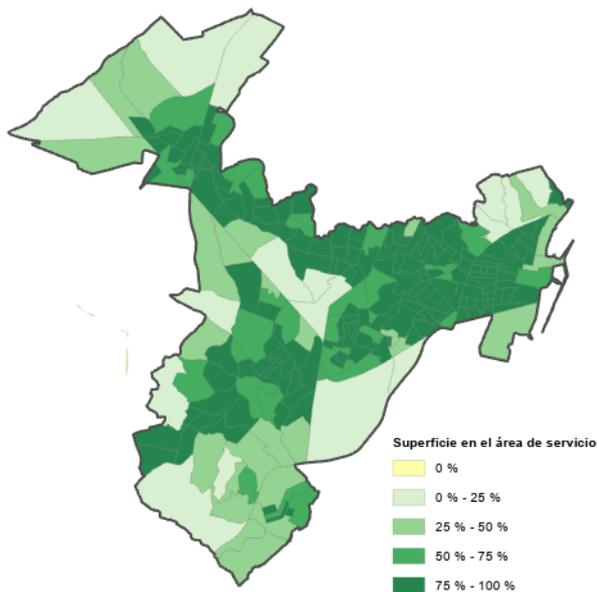 Superficie en el área de servicio
0 %
0 % - 25 %
25 % - 50 %
50 % - 75 %
75 % - 100 %